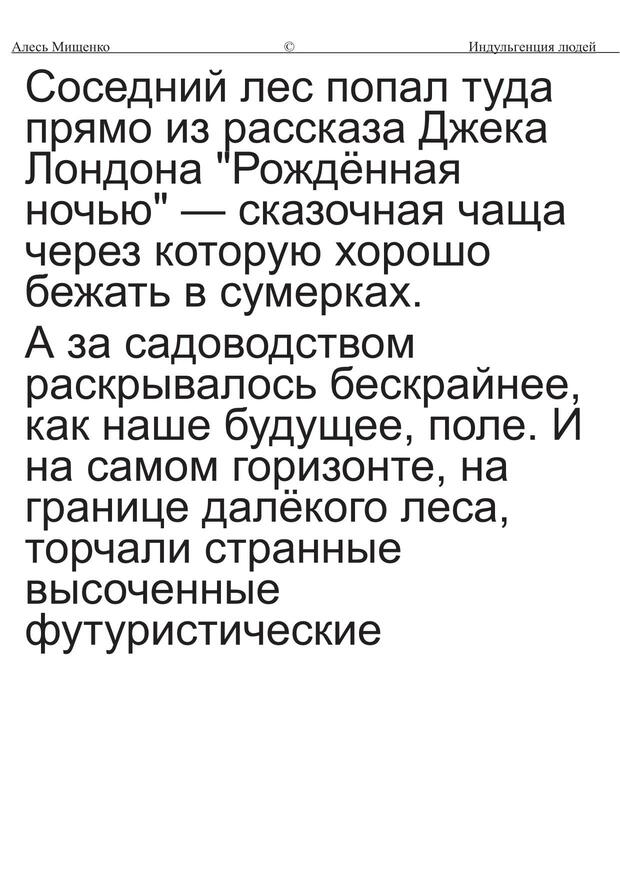 Алесь Мищенко © Индульгенция людей
Соседний лес попал туда
прямо из рассказа Джека
Лондона "Рождённая
ночью" — сказочная чаща
через которую хорошо
бежать в сумерках.
А за садоводством
раскрывалось бескрайнее,
как наше будущее, поле. И
на самом горизонте, на
границе далёкого леса,
торчали странные
высоченные
футуристические